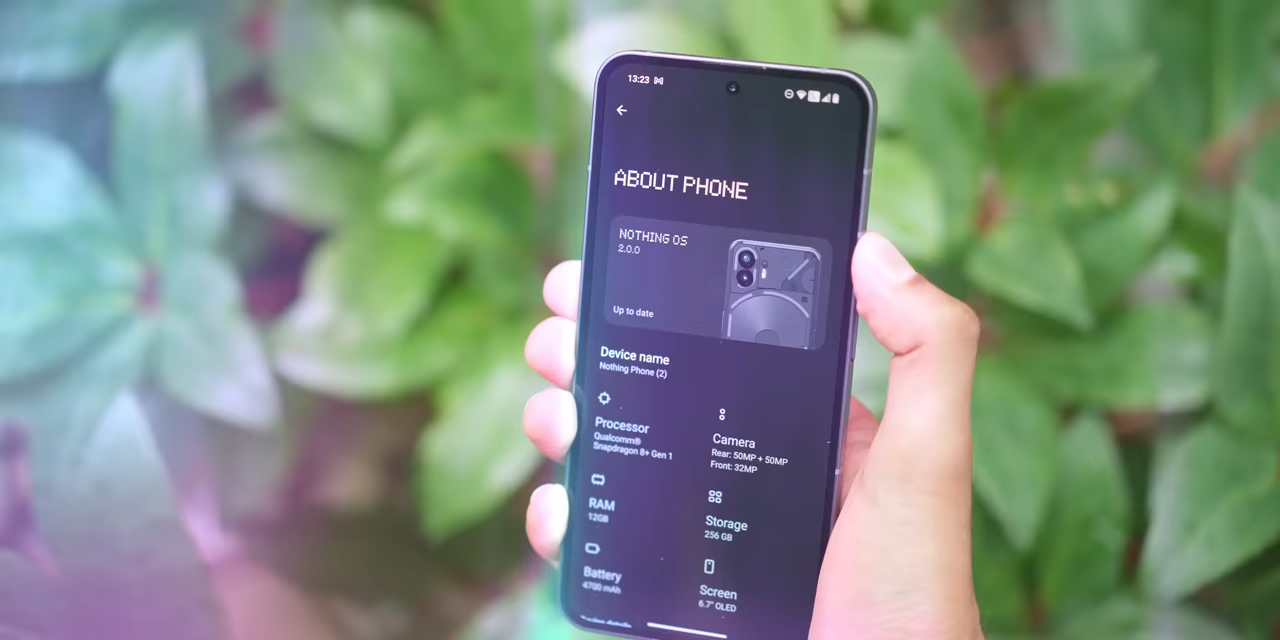 13:23
ABOUT PHONE
NOTHING OS
2.0.0
Up to date
Device name
Nothing Phone (2)
Processor
Qualcomm®
Snapdragon 8+ Gen 1
Camera
Rear: 50MP + 50MP
Front: 32MP
RAM
12GB
Storage
256 GB
Battery
4700 mAh
Screen
6.7" OLED